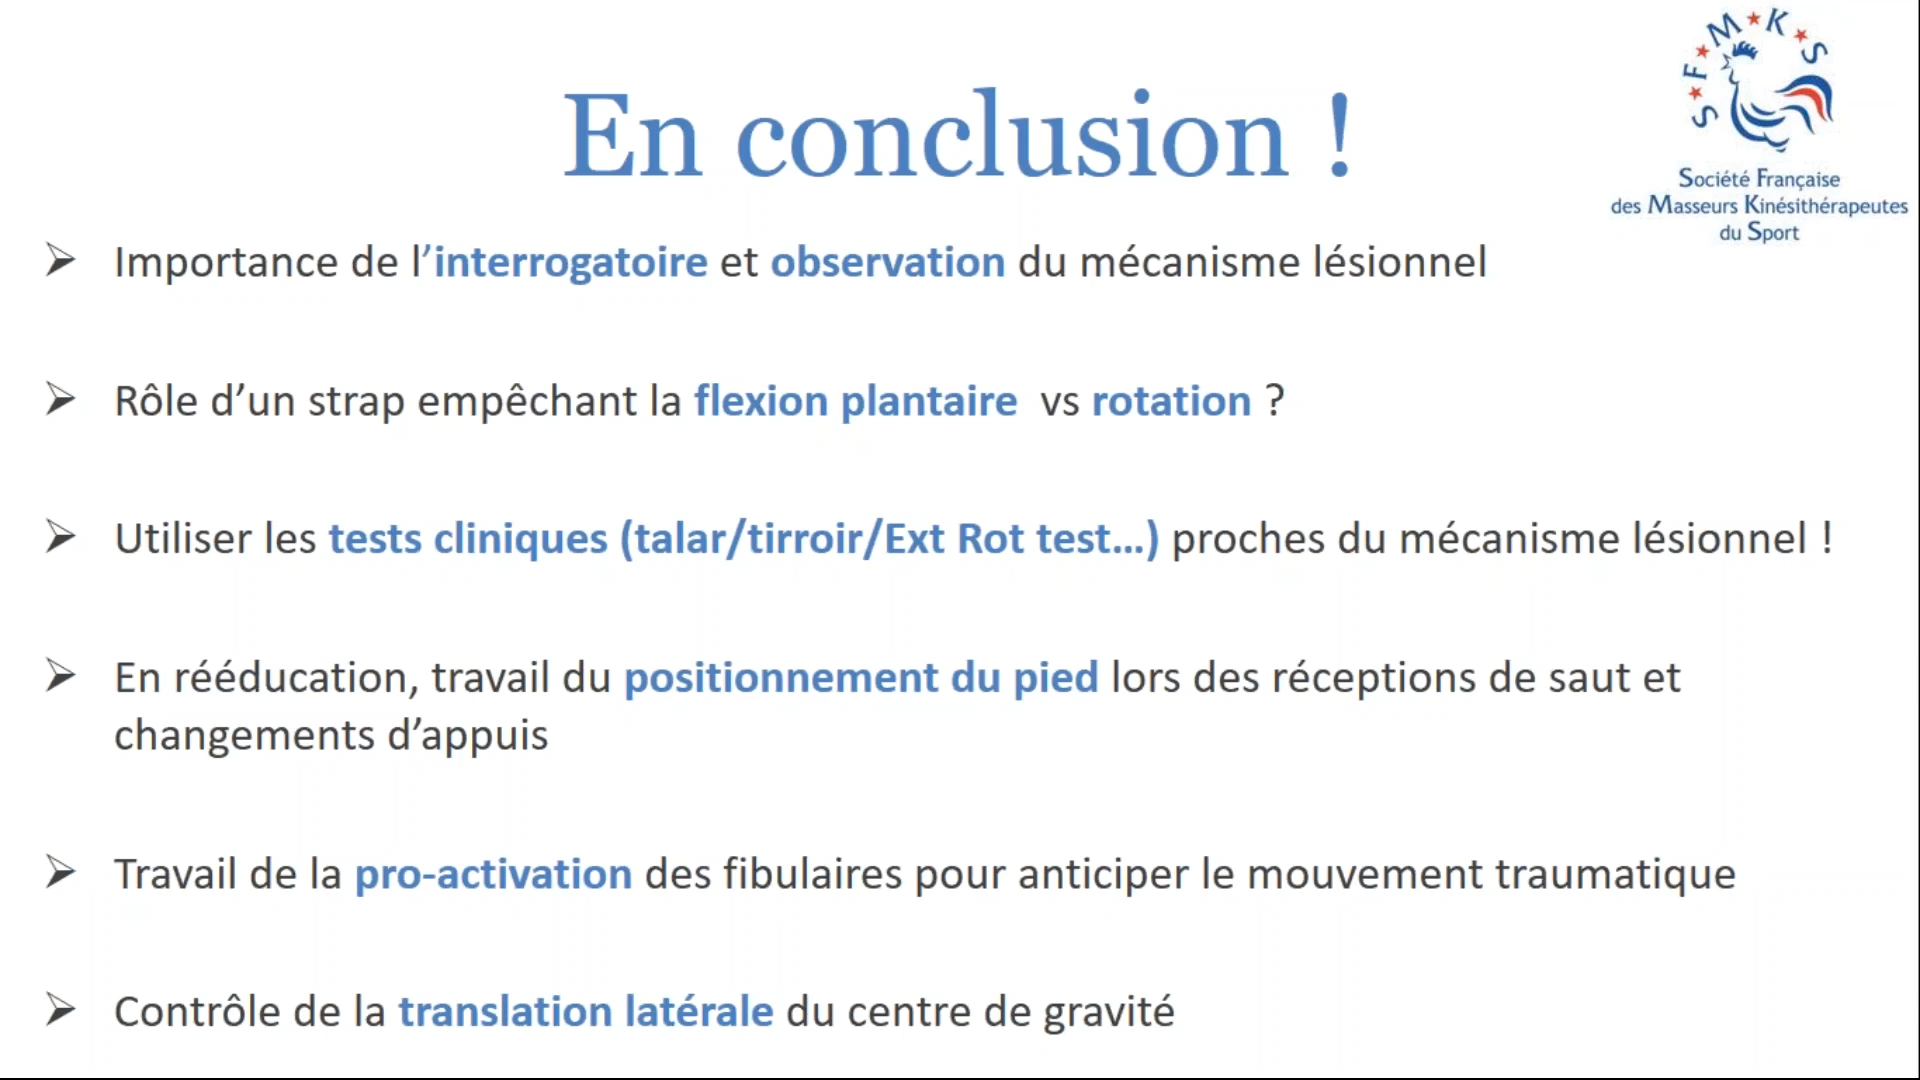 S★F★M★K★S
Société Française
des Masseurs Kinésithérapeutes
du Sport
En conclusion !
➢ Importance de l’interrogatoire et observation du mécanisme lésionnel
➢ Rôle d’un strap empêchant la flexion plantaire vs rotation ?
➢ Utiliser les tests cliniques (talar/tirroir/Ext Rot test…) proches du mécanisme lésionnel !
➢ En rééducation, travail du positionnement du pied lors des réceptions de saut et
changements d’appuis
➢ Travail de la pro-activation des fibulaires pour anticiper le mouvement traumatique
➢ Contrôle de la translation latérale du centre de gravité